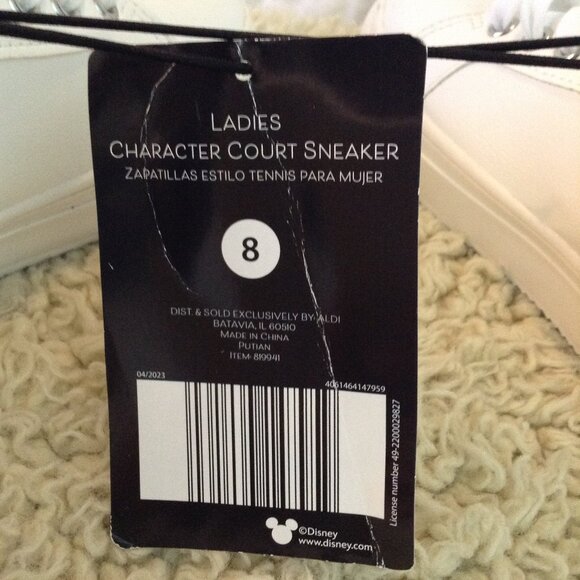 LADIES
CHARACTER COURT SNEAKER
ZAPATILLAS ESTILO TENNIS PARA MUJER
8
DIST. & SOLD EXCLUSIVELY BY: ALDI
BATAVIA, IL 60510
MADE IN CHINA
PUTIAN
ITEM: 819941
04/2023
4061464147959
License number 49-2200029827
©Disney
www.disney.com